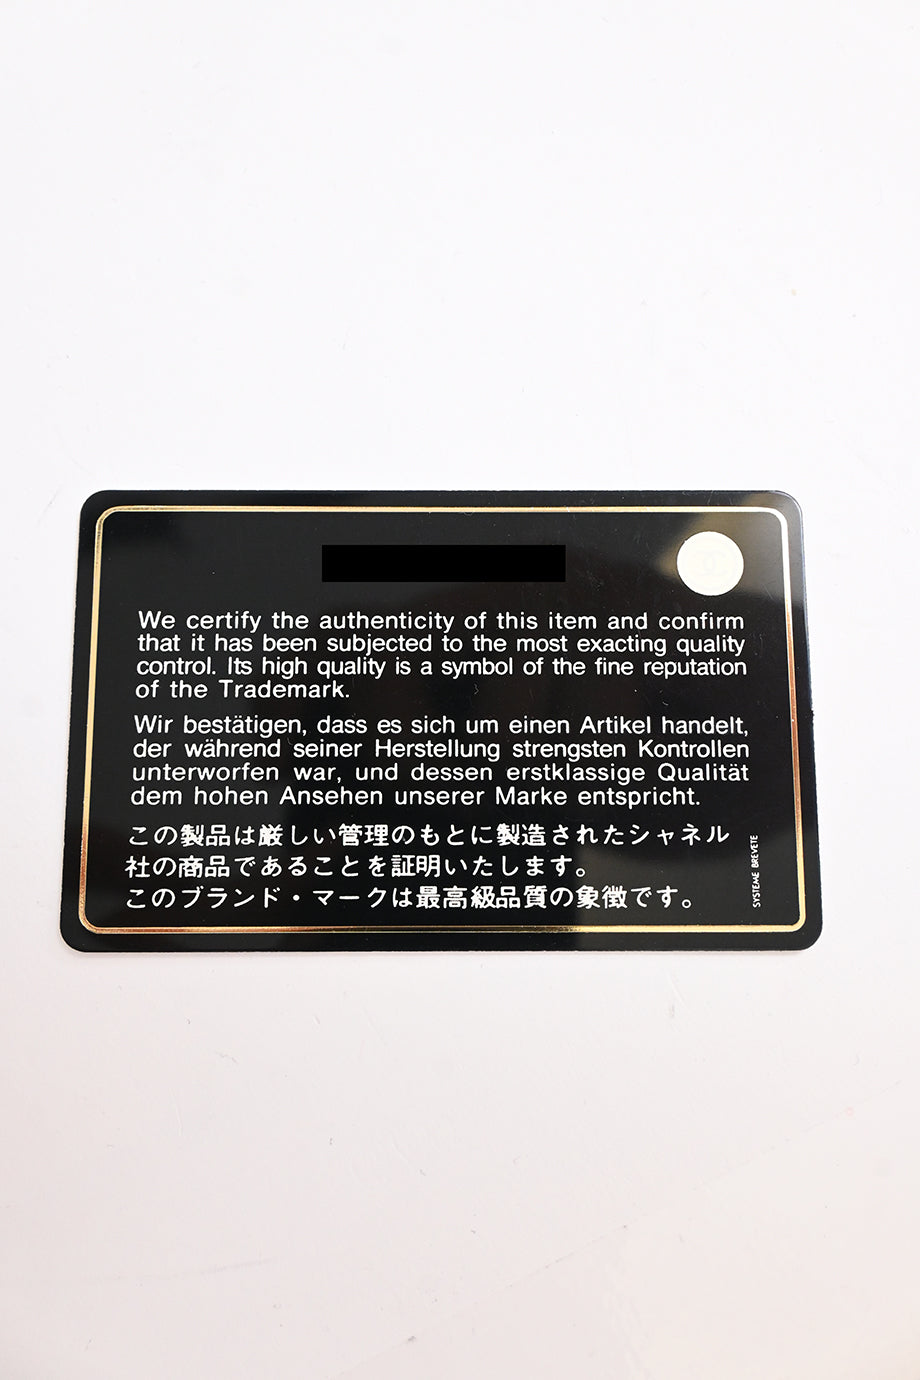 We certify the authenticity of this item and confirm
that it has been subjected to the most exacting quality
control. Its high quality is a symbol of the fine reputation
of the Trademark.
Wir bestätigen, dass es sich um einen Artikel handelt,
der während seiner Herstellung strengsten Kontrollen
unterworfen war, und dessen erstklassige Qualität
dem hohen Ansehen unserer Marke entspricht.
この製品は厳しい管理のもとに製造されたシャネル
社の商品であることを証明いたします。
このブランド・マークは最高級品質の象徴です。
SYSTEME BREVETE